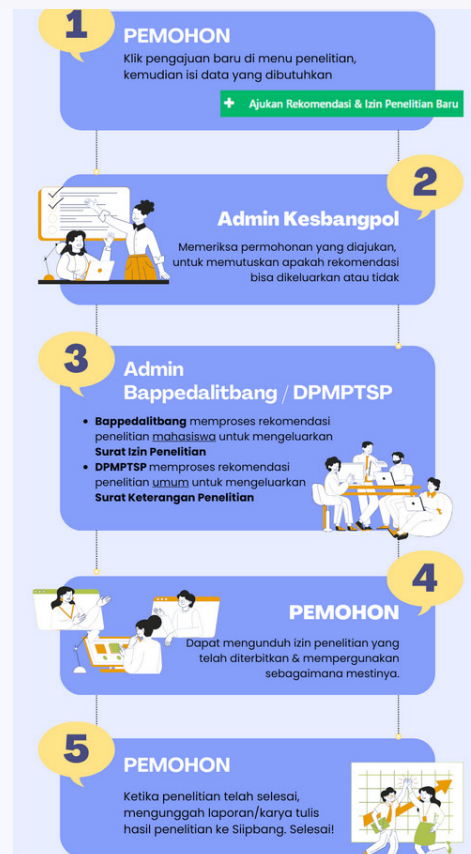 1
PEMOHON
Klik pengajuan baru di menu penelitian,
kemudian isi data yang dibutuhkan
+ Ajukan Rekomendasi & Izin Penelitian Baru
2
Admin Kesbangpol
Memeriksa permohonan yang diajukan,
untuk memutuskan apakah rekomendasi
bisa dikeluarkan atau tidak
3
Admin
Bappedalitbang / DPMPTSP
• Bappedalitbang memproses rekomendasi
penelitian mahasiswa untuk mengeluarkan
Surat Izin Penelitian
• DPMPTSP memproses rekomendasi
penelitian umum untuk mengeluarkan
Surat Keterangan Penelitian
4
PEMOHON
Dapat mengunduh izin penelitian yang
telah diterbitkan & mempergunakan
sebagaimana mestinya.
5
PEMOHON
Ketika penelitian telah selesai,
mengunggah laporan/karya tulis
hasil penelitian ke Siipbang. Selesai!